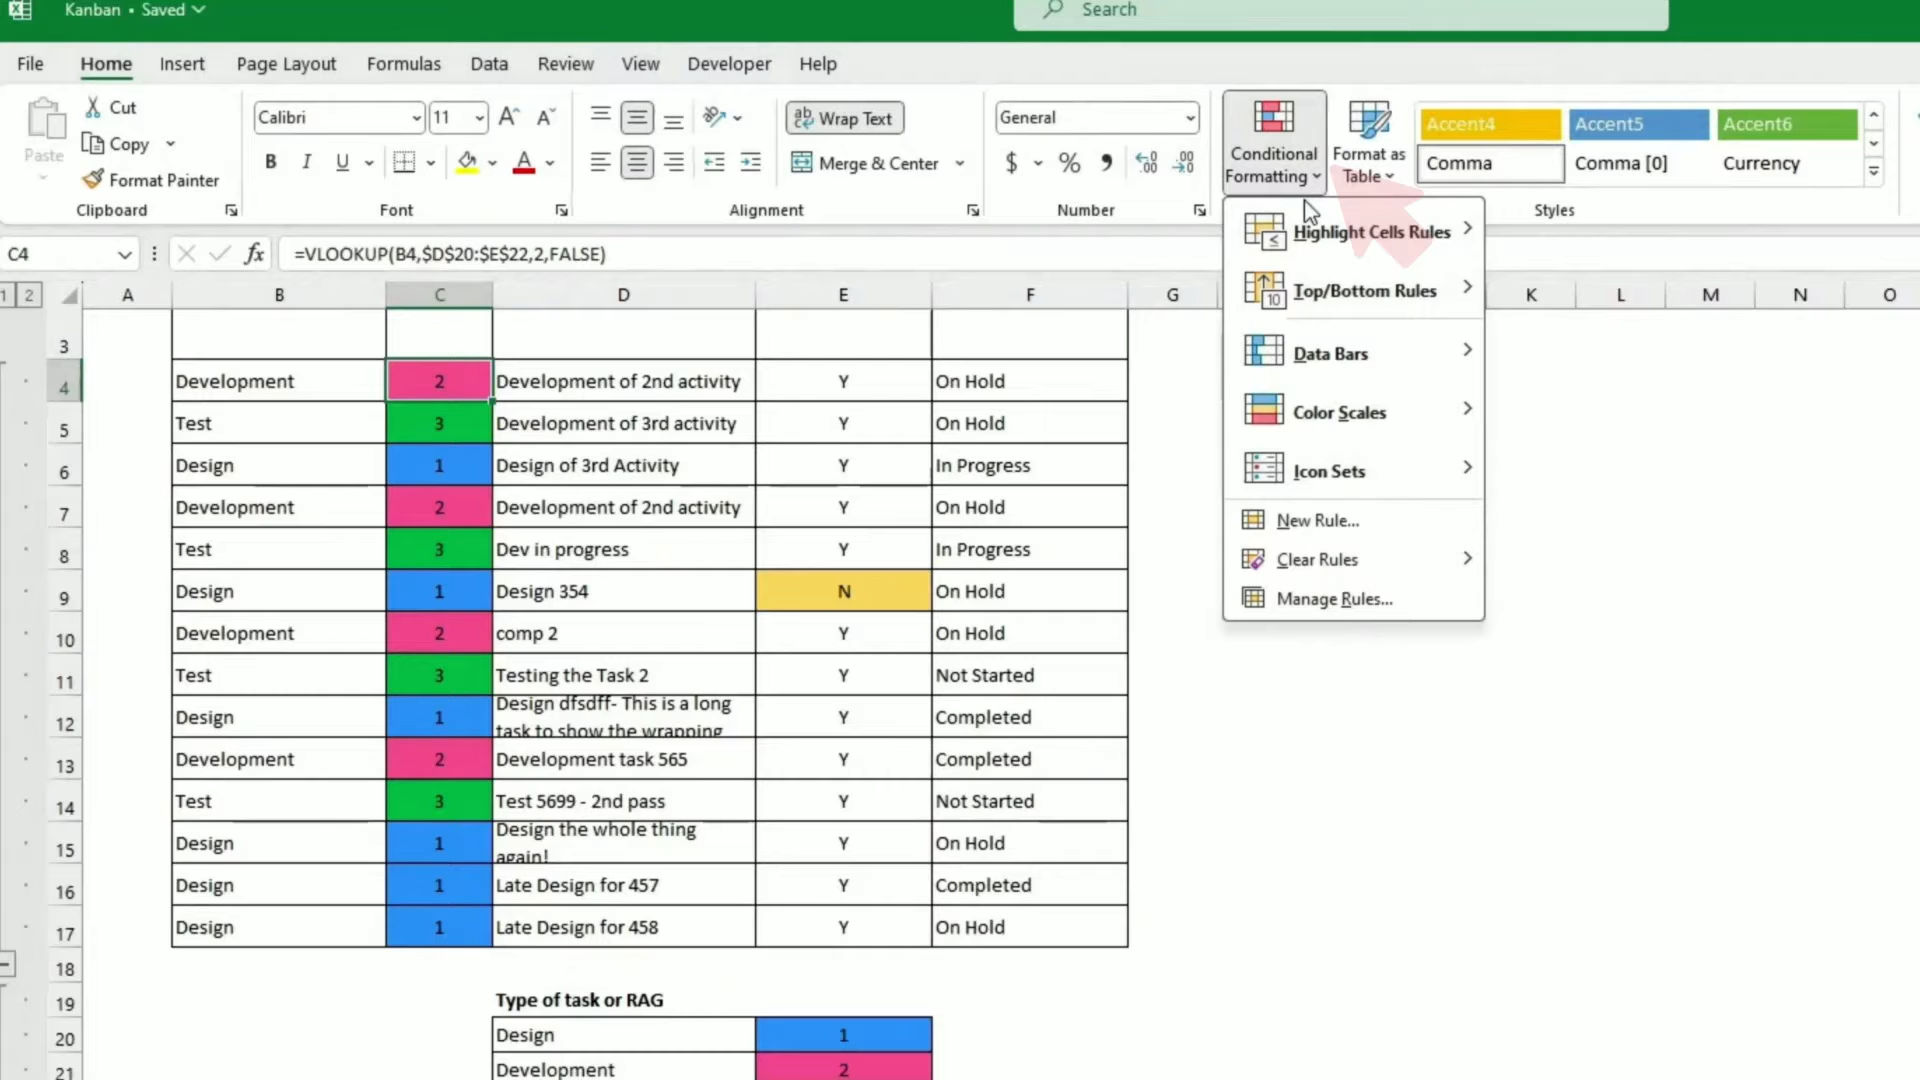 Kanban • Saved
Search
File Home Insert Page Layout Formulas Data Review View Developer Help
Paste
Cut
Copy
Format Painter
Clipboard
Calibri 11
B I U
Font
Wrap Text
Merge & Center
Alignment
General
$ % ,
Number
Conditional Formatting
Format as Table
Accent4 Accent5 Accent6
Comma Comma [0] Currency
Styles
C4 fx =VLOOKUP(B4,$D$20:$E$22,2,FALSE)
Highlight Cells Rules
Top/Bottom Rules
Data Bars
Color Scales
Icon Sets
New Rule...
Clear Rules
Manage Rules...
1 2 A B C D E F G K L M N O
3
4 Development 2 Development of 2nd activity Y On Hold
5 Test 3 Development of 3rd activity Y On Hold
6 Design 1 Design of 3rd Activity Y In Progress
7 Development 2 Development of 2nd activity Y On Hold
8 Test 3 Dev in progress Y In Progress
9 Design 1 Design 354 N On Hold
10 Development 2 comp 2 Y On Hold
11 Test 3 Testing the Task 2 Y Not Started
12 Design 1 Design dfsdff- This is a long task to show the wrapping Y Completed
13 Development 2 Development task 565 Y Completed
14 Test 3 Test 5699 - 2nd pass Y Not Started
15 Design 1 Design the whole thing again! Y On Hold
16 Design 1 Late Design for 457 Y Completed
17 Design 1 Late Design for 458 Y On Hold
18
19 Type of task or RAG
20 Design 1
21 Development 2